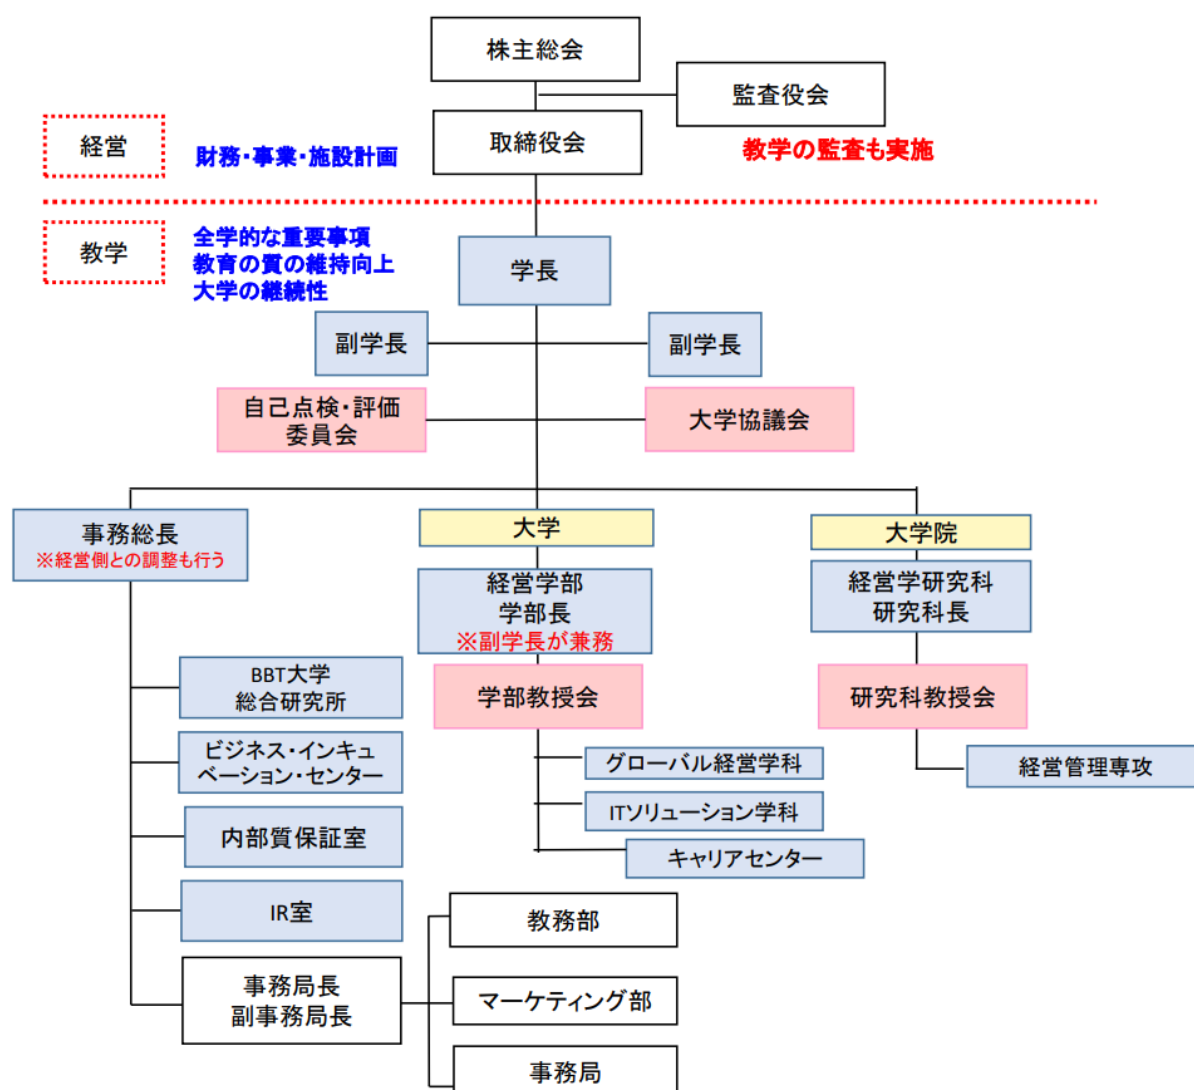 株主総会
監査役会
取締役会
経営
財務・事業・施設計画
教学の監査も実施
教学
全学的な重要事項
教育の質の維持向上
大学の継続性
学長
副学長
副学長
自己点検・評価
委員会
大学協議会
事務総長
※経営側との調整も行う
大学
大学院
経営学部
学部長
※副学長が兼務
経営学研究科
研究科長
BBT大学
総合研究所
学部教授会
研究科教授会
ビジネス・インキュ
ベーション・センター
グローバル経営学科
経営管理専攻
ITソリューション学科
内部質保証室
キャリアセンター
IR室
教務部
事務局長
副事務局長
マーケティング部
事務局